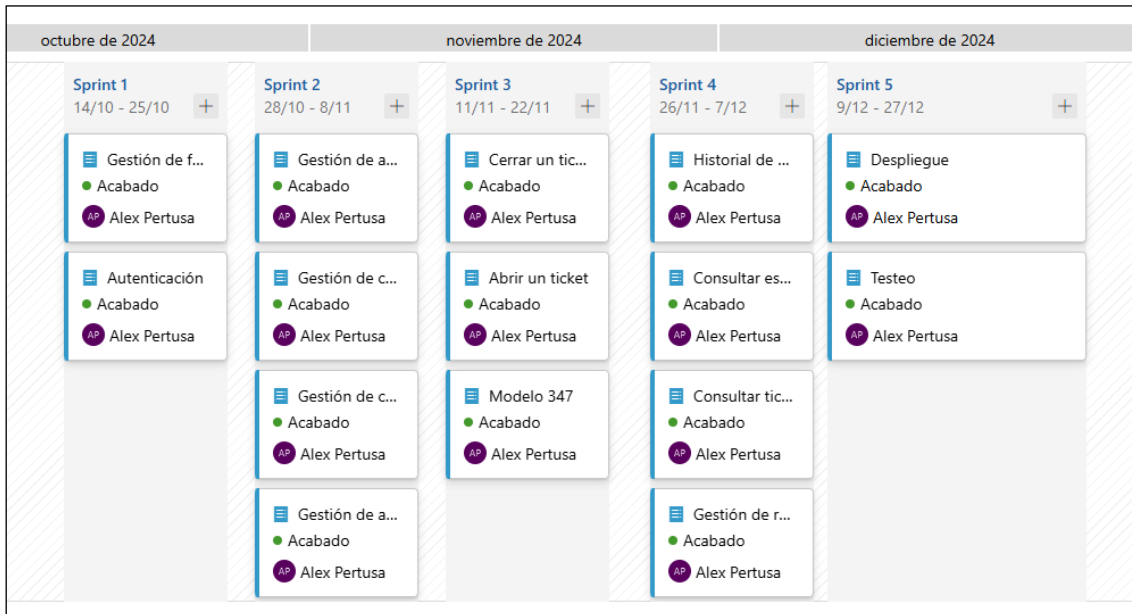 octubre de 2024
noviembre de 2024
diciembre de 2024
Sprint 1
14/10 - 25/10
+
Gestión de f...
Acabado
AP Alex Pertusa
Autenticación
Acabado
AP Alex Pertusa
Sprint 2
28/10 - 8/11
+
Gestión de a...
Acabado
AP Alex Pertusa
Gestión de c...
Acabado
AP Alex Pertusa
Gestión de c...
Acabado
AP Alex Pertusa
Gestión de a...
Acabado
AP Alex Pertusa
Sprint 3
11/11 - 22/11
+
Cerrar un tic...
Acabado
AP Alex Pertusa
Abrir un ticket
Acabado
AP Alex Pertusa
Modelo 347
Acabado
AP Alex Pertusa
Sprint 4
26/11 - 7/12
+
Historial de ...
Acabado
AP Alex Pertusa
Consultar es...
Acabado
AP Alex Pertusa
Consultar tic...
Acabado
AP Alex Pertusa
Gestión de r...
Acabado
AP Alex Pertusa
Sprint 5
9/12 - 27/12
+
Despliegue
Acabado
AP Alex Pertusa
Testeo
Acabado
AP Alex Pertusa